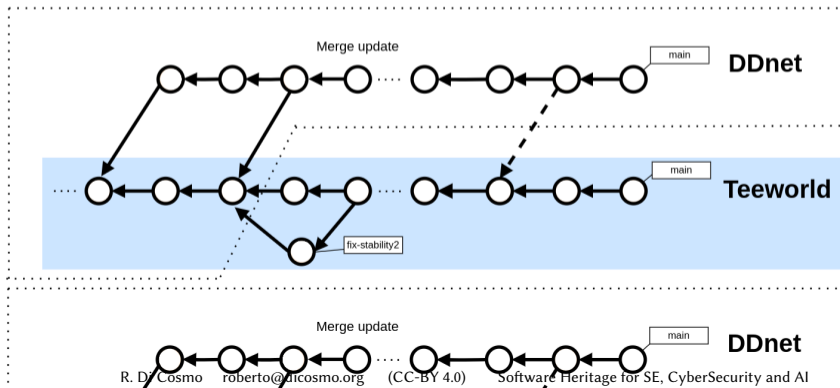 Merge update
main
DDnet
main
Teeworld
fix-stability2
Merge update
main
DDnet
R. Di Cosmo roberto@dicosmo.org (CC-BY 4.0) Software Heritage for SE, CyberSecurity and AI